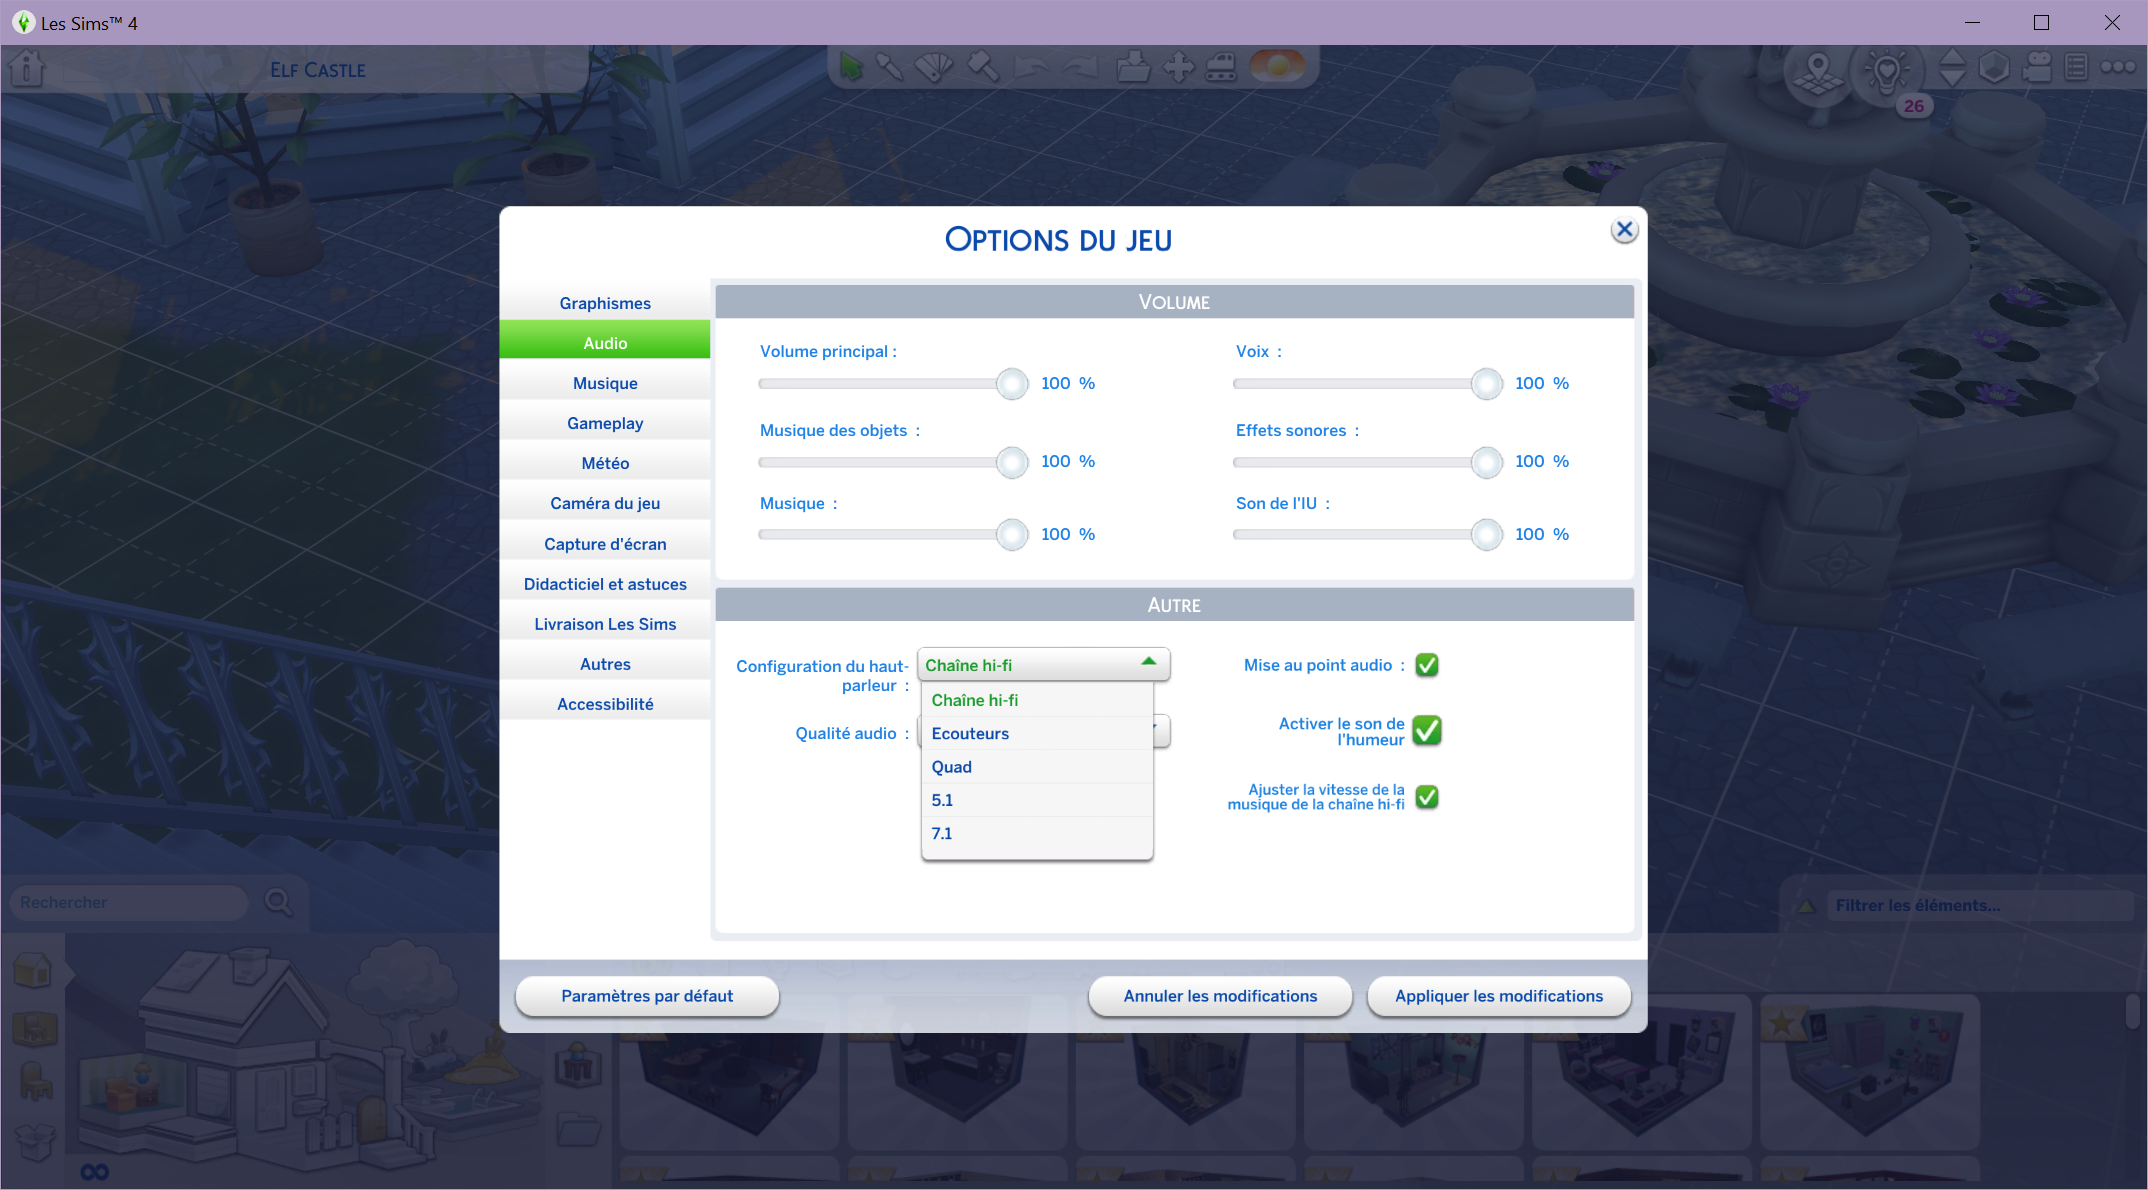 Les Sims™ 4
ELF CASTLE
26
OPTIONS DU JEU
Graphismes
Audio
Musique
Gameplay
Météo
Caméra du jeu
Capture d'écran
Didacticiel et astuces
Livraison Les Sims
Autres
Accessibilité
VOLUME
Volume principal :
100 %
Voix :
100 %
Musique des objets :
100 %
Effets sonores :
100 %
Musique :
100 %
Son de l'IU :
100 %
AUTRE
Configuration du haut-
parleur :
Chaîne hi-fi
Chaîne hi-fi
Ecouteurs
Quad
5.1
7.1
Qualité audio :
Mise au point audio :
Activer le son de
l'humeur
Ajuster la vitesse de la
musique de la chaîne hi-fi
Rechercher
Filtrer les éléments...
Paramètres par défaut
Annuler les modifications
Appliquer les modifications